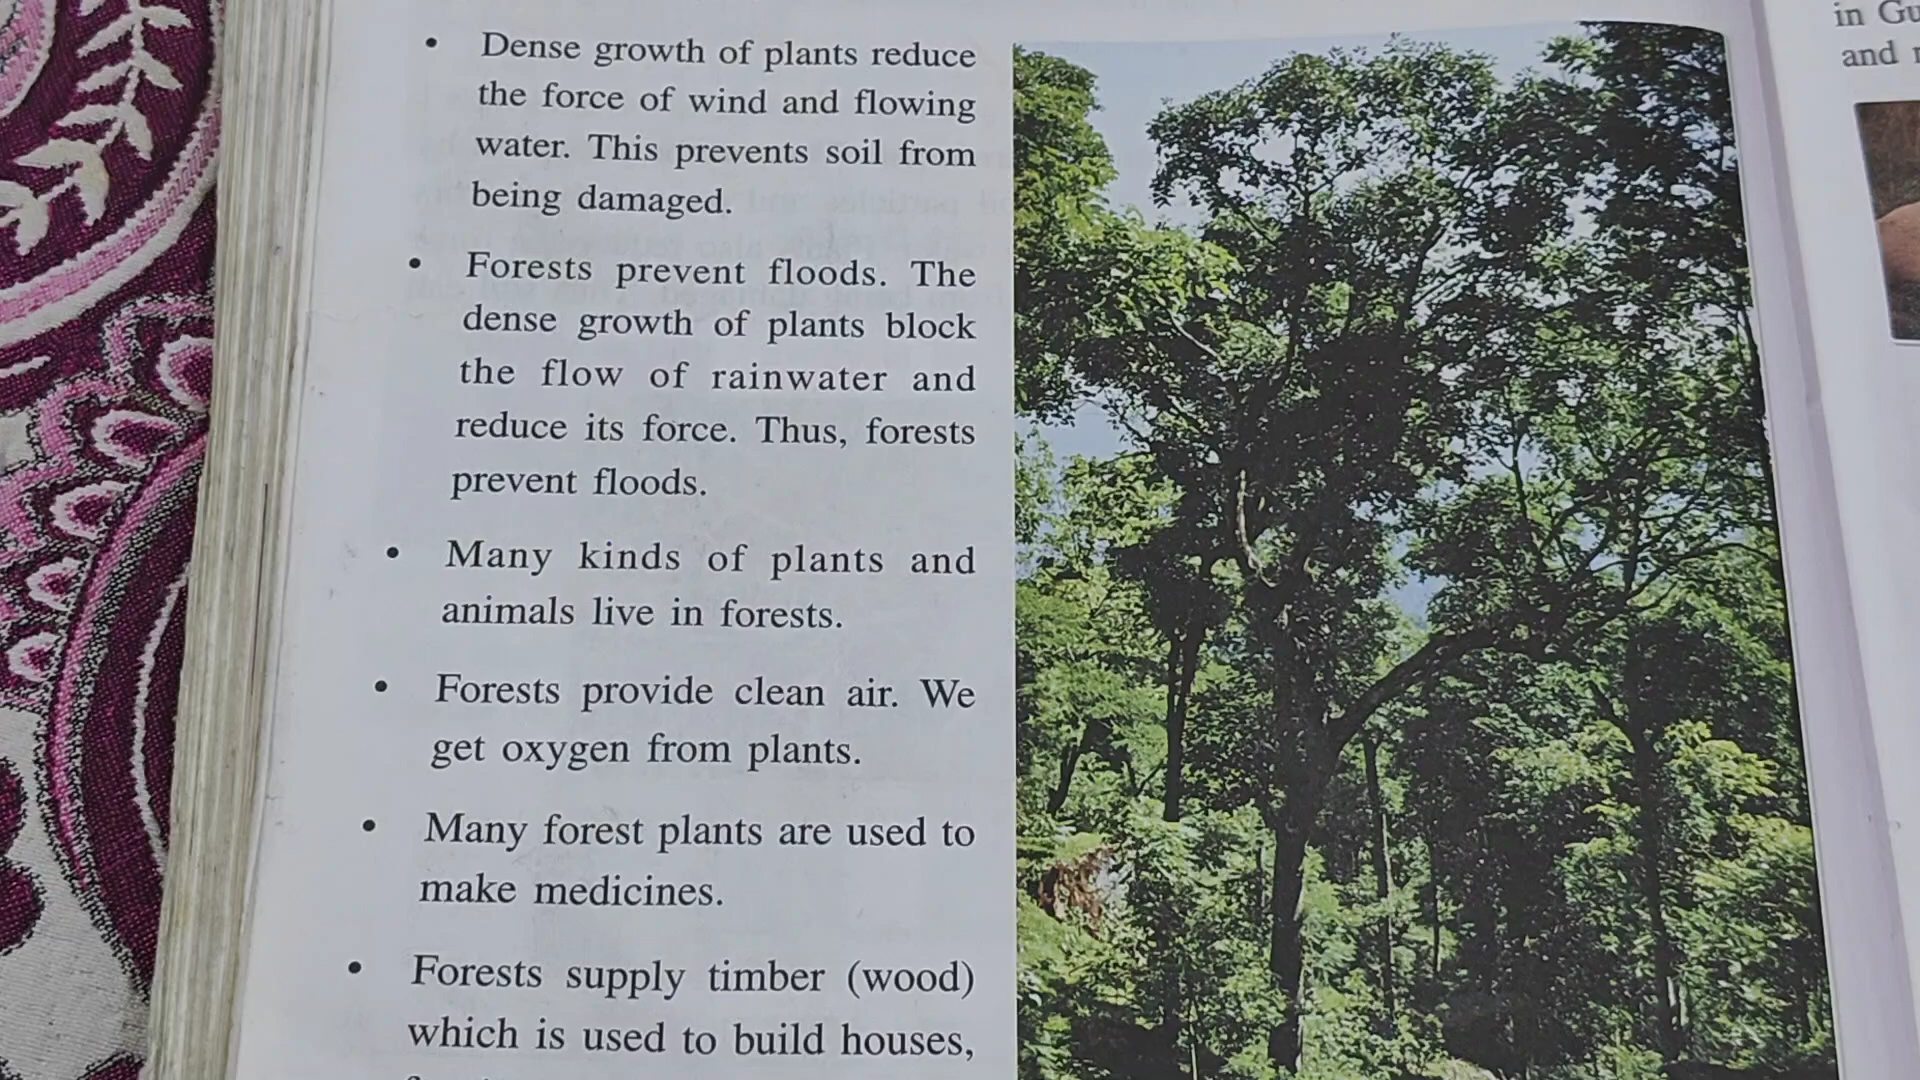 • Dense growth of plants reduce
the force of wind and flowing
water. This prevents soil from
being damaged.
• Forests prevent floods. The
dense growth of plants block
the flow of rainwater and
reduce its force. Thus, forests
prevent floods.
• Many kinds of plants and
animals live in forests.
• Forests provide clean air. We
get oxygen from plants.
• Many forest plants are used to
make medicines.
• Forests supply timber (wood)
which is used to build houses,
in
and